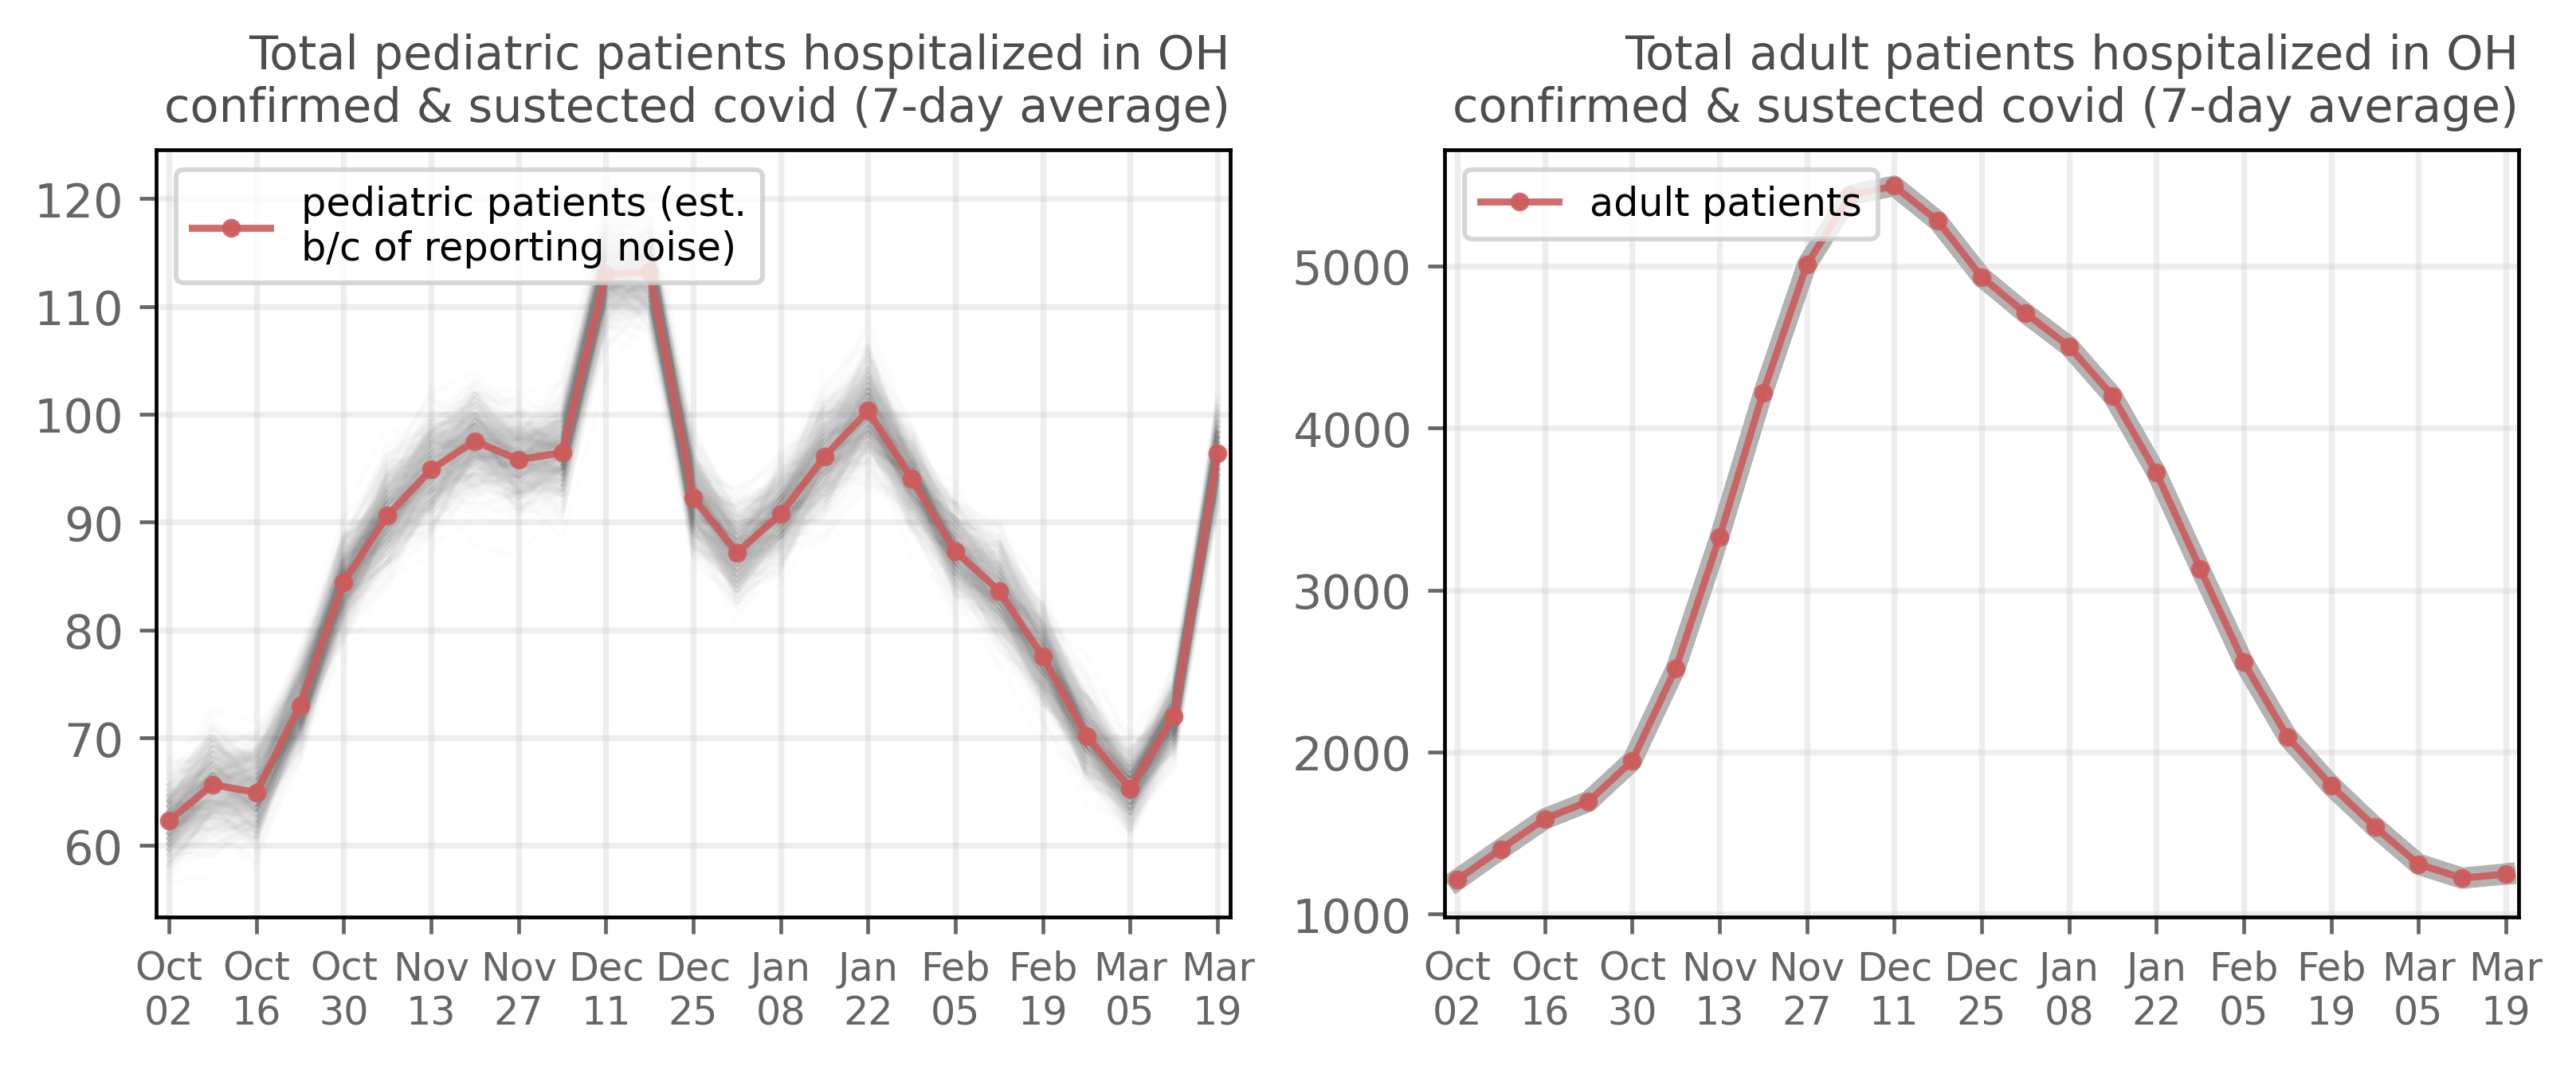 Total pediatric patients hospitalized in OH
confirmed & sustected covid (7-day average)
pediatric patients (est.
b/c of reporting noise)
120
110
100
90
80
70
60
Oct Oct Oct Nov Nov Dec Dec Jan Jan Feb Feb Mar Mar
02 16 30 13 27 11 25 08 22 05 19 05 19
Total adult patients hospitalized in OH
confirmed & sustected covid (7-day average)
adult patients
5000
4000
3000
2000
1000
Oct Oct Oct Nov Nov Dec Dec Jan Jan Feb Feb Mar Mar
02 16 30 13 27 11 25 08 22 05 19 05 19